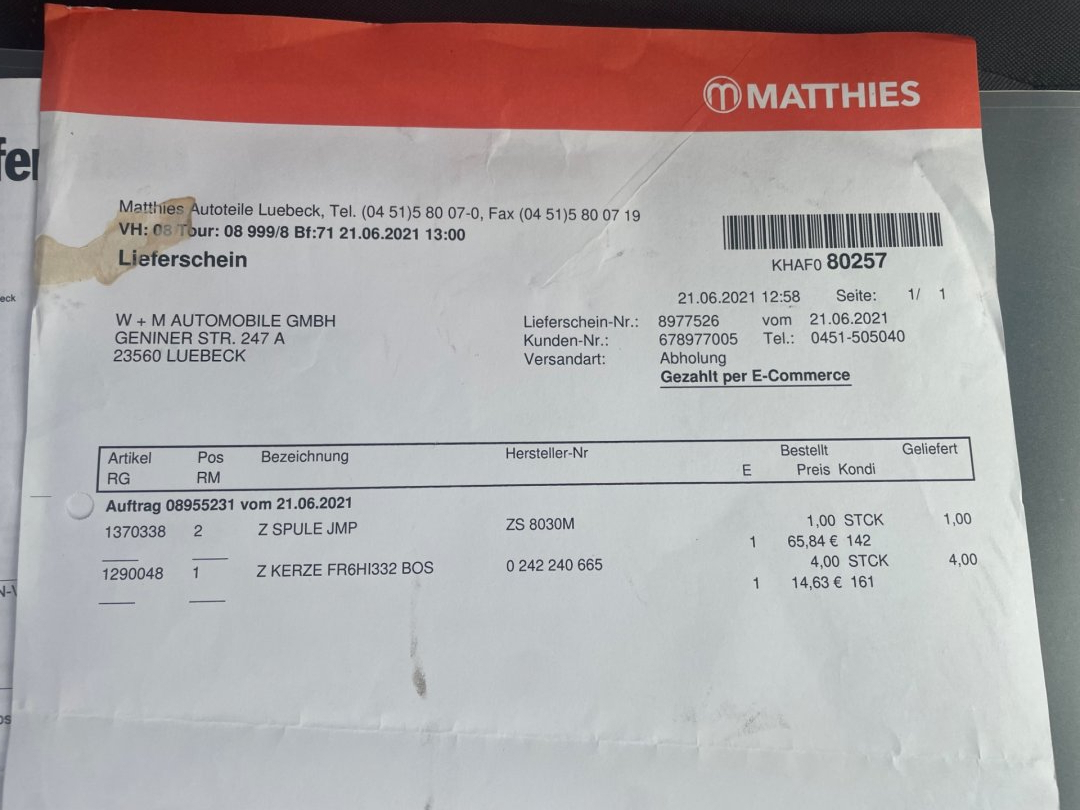 MATTHIES
Matthies Autoteile Luebeck, Tel. (04 51)5 80 07-0, Fax (04 51)5 80 07 19
VH: 08 Tour: 08 999/8 Bf:71 21.06.2021 13:00
Lieferschein
KHAF0 80257
21.06.2021 12:58 Seite: 1/ 1
W + M AUTOMOBILE GMBH
GENINER STR. 247 A
23560 LUEBECK
Lieferschein-Nr.: 8977526 vom 21.06.2021
Kunden-Nr.: 678977005 Tel.: 0451-505040
Versandart: Abholung
Gezahlt per E-Commerce
Artikel Pos Bezeichnung Hersteller-Nr Bestellt Geliefert
RG RM E Preis Kondi
Auftrag 08955231 vom 21.06.2021
1370338 2 Z SPULE JMP ZS 8030M 1,00 STCK 1,00
1 65,84 € 142
1290048 1 Z KERZE FR6HI332 BOS 0 242 240 665 4,00 STCK 4,00
1 14,63 € 161
fer
eck